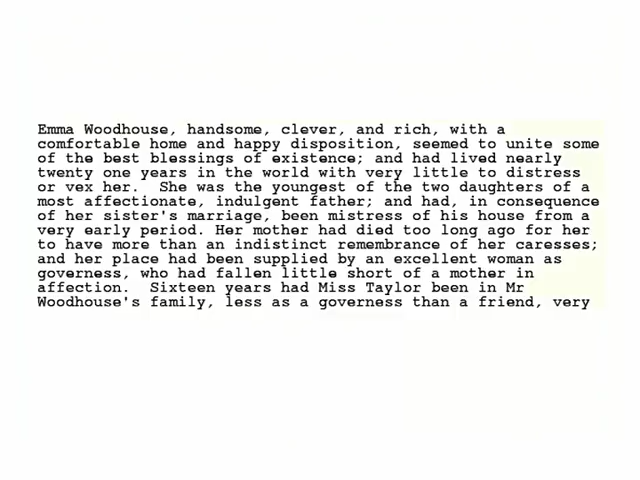 Emma Woodhouse, handsome, clever, and rich, with a
comfortable home and happy disposition, seemed to unite some
of the best blessings of existence; and had lived nearly
twenty one years in the world with very little to distress
or vex her.  She was the youngest of the two daughters of a
most affectionate, indulgent father; and had, in consequence
of her sister's marriage, been mistress of his house from a
very early period. Her mother had died too long ago for her
to have more than an indistinct remembrance of her caresses;
and her place had been supplied by an excellent woman as
governess, who had fallen little short of a mother in
affection.  Sixteen years had Miss Taylor been in Mr
Woodhouse's family, less as a governess than a friend, very